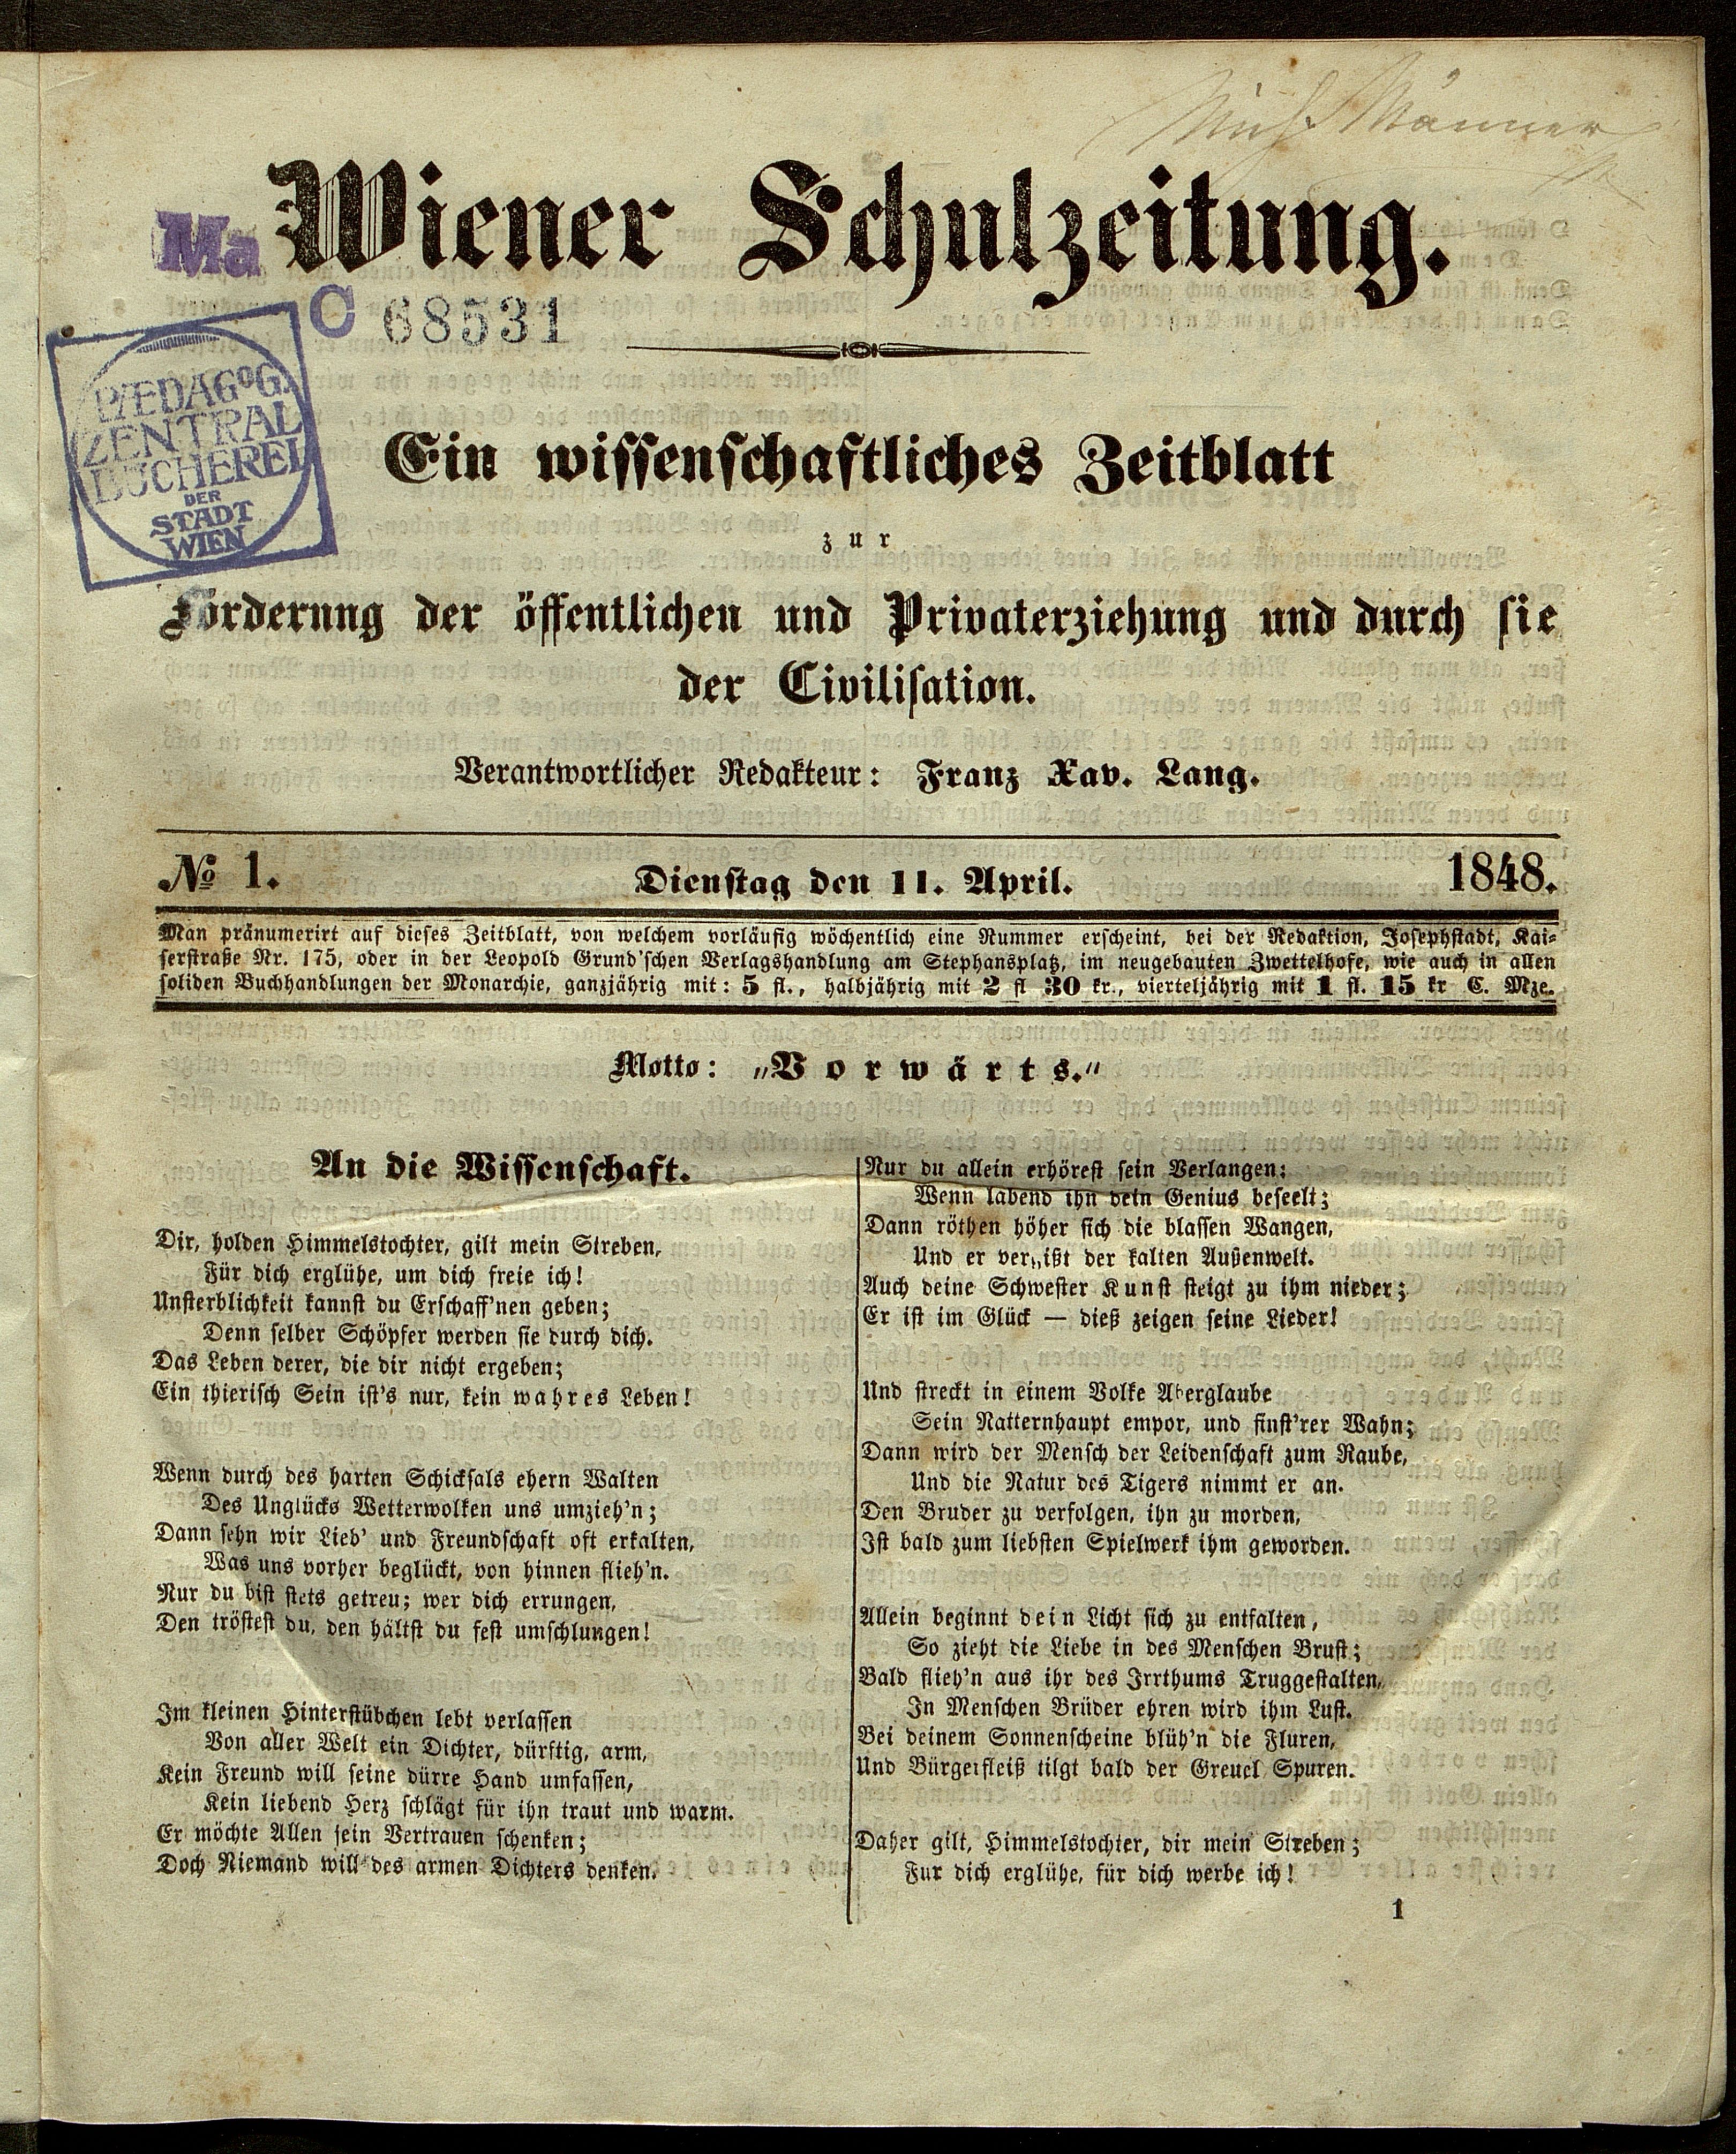 Männer
Wiener Schulzeitung.
Ma
C 68531
PÆDAGOG.
ZENTRAL
BÜCHEREI
DER
STADT
WIEN
Ein wissenschaftliches Zeitblatt
zur
Förderung der öffentlichen und Privaterziehung und durch sie
der Civilisation.
Verantwortlicher Redakteur: Franz Xav. Lang.
No 1. Dienstag den 11. April. 1848.
Man pränumerirt auf dieses Zeitblatt, von welchem vorläufig wöchentlich eine Nummer erscheint, bei der Redaktion, Josephstadt, Kai-
serstraße Nr. 175, oder in der Leopold Grund'schen Verlagshandlung am Stephansplatz, im neugebauten Zwettelhofe, wie auch in allen
soliden Buchhandlungen der Monarchie, ganzjährig mit: 5 fl., halbjährig mit 2 fl 30 kr., vierteljährig mit 1 fl. 15 kr C. Mze.
Motto: „Vorwärts."
An die Wissenschaft.
Dir, holden Himmelstochter, gilt mein Streben,
Für dich erglühe, um dich freie ich!
Unsterblichkeit kannst du Erschaff'nen geben;
Denn selber Schöpfer werden sie durch dich.
Das Leben derer, die dir nicht ergeben;
Ein thierisch Sein ist's nur, kein wahres Leben!
Wenn durch des harten Schicksals ehern Walten
Des Unglücks Wetterwolken uns umzieh'n;
Dann sehn wir Lieb' und Freundschaft oft erkalten,
Was uns vorher beglückt, von hinnen flieh'n.
Nur du bist stets getreu; wer dich errungen,
Den tröstest du, den hältst du fest umschlungen!
Im kleinen Hinterstübchen lebt verlassen
Von aller Welt ein Dichter, dürftig, arm,
Kein Freund will seine dürre Hand umfassen,
Kein liebend Herz schlägt für ihn traut und warm.
Er möchte Allen sein Vertrauen schenken;
Doch Niemand will des armen Dichters denken.
Nur du allein erhörest sein Verlangen:
Wenn labend ihn dein Genius beseelt;
Dann röthen höher sich die blassen Wangen,
Und er der kalten Außenwelt.
Auch deine Schwester Kunst steigt zu ihm nieder;
Er ist im Glück — dieß zeigen seine Lieder!
Und streckt in einem Volke Aberglaube
Sein Natternhaupt empor, und finst'rer Wahn;
Dann wird der Mensch der Leidenschaft zum Raube,
Und die Natur des Tigers nimmt er an.
Den Bruder zu verfolgen, ihn zu morden,
Ist bald zum liebsten Spielwerk ihm geworden.
Allein beginnt dein Licht sich zu entfalten,
So zieht die Liebe in des Menschen Brust;
Bald flieh'n aus ihr des Irrthums Truggestalten,
In Menschen Brüder ehren wird ihm Lust.
Bei deinem Sonnenscheine blüh'n die Fluren,
Und Bürgerfleiß tilgt bald der Greuel Spuren.
Daher gilt, Himmelstochter, dir mein Streben;
Fur dich erglühe, für dich werbe ich!
1